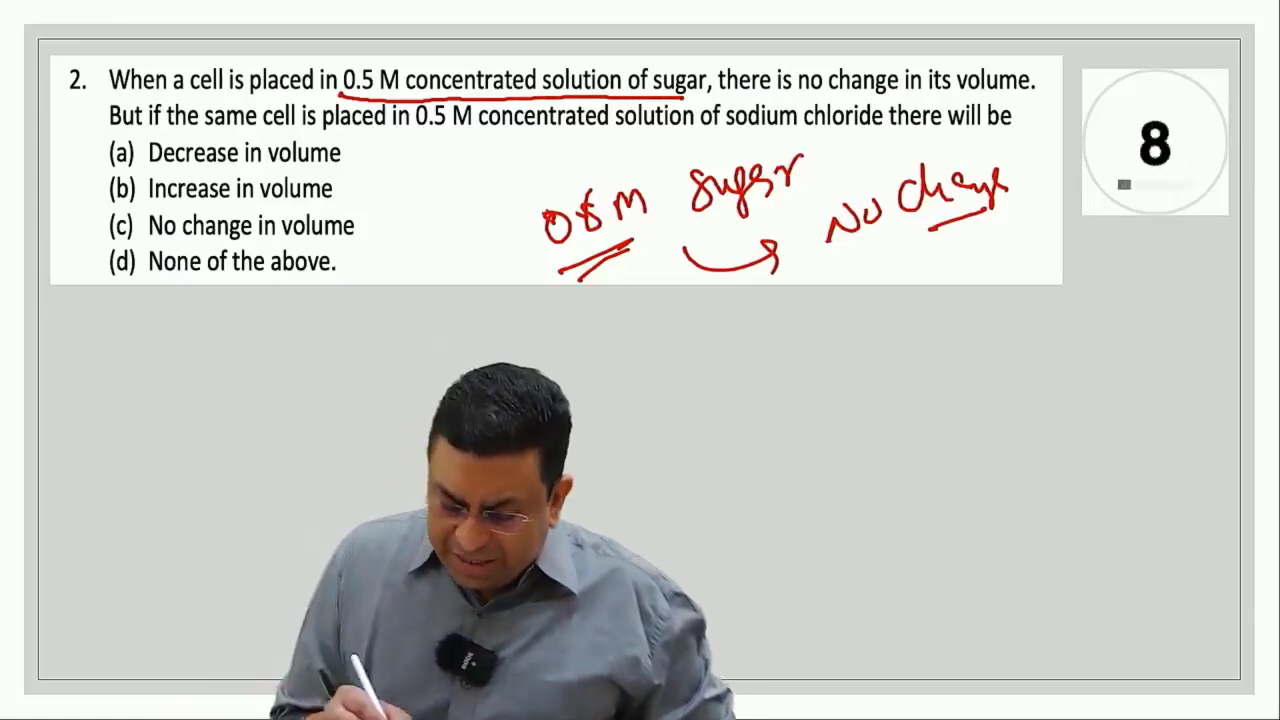 2. When a cell is placed in 0.5 M concentrated solution of sugar, there is no change in its volume.
But if the same cell is placed in 0.5 M concentrated solution of sodium chloride there will be
(a) Decrease in volume
(b) Increase in volume
(c) No change in volume
(d) None of the above.
0.5 M sugar
No change
8